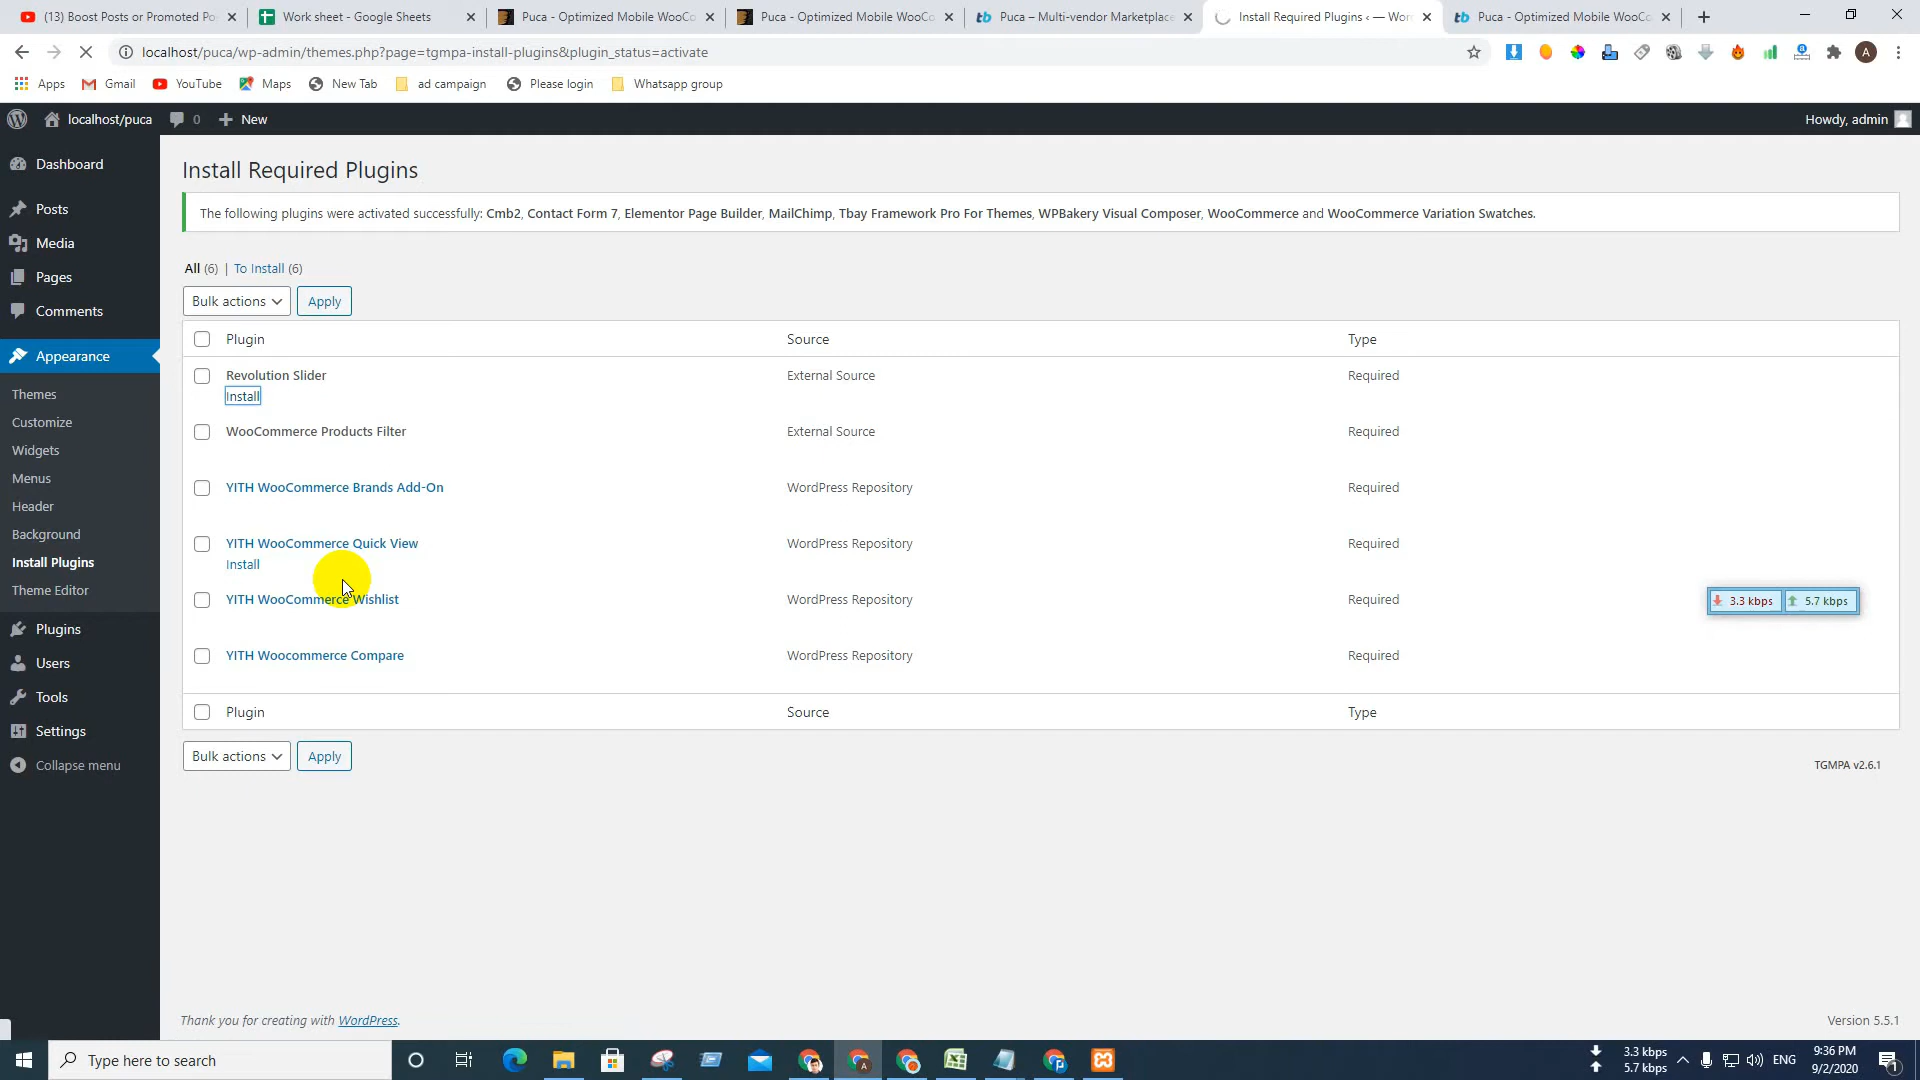 (13) Boost Posts or Promoted Po
Work sheet - Google Sheets
Puca - Optimized Mobile WooCo
Puca - Optimized Mobile WooCo
Puca – Multi-vendor Marketplace
Install Required Plugins ‹ — Wor
Puca - Optimized Mobile WooCo
localhost/puca/wp-admin/themes.php?page=tgmpa-install-plugins&plugin_status=activate
A
Apps
Gmail
YouTube
Maps
New Tab
ad campaign
Please login
Whatsapp group
localhost/puca
0
New
Howdy, admin
Dashboard
Posts
Media
Pages
Comments
Appearance
Themes
Customize
Widgets
Menus
Header
Background
Install Plugins
Theme Editor
Plugins
Users
Tools
Settings
Collapse menu
Install Required Plugins
The following plugins were activated successfully: Cmb2, Contact Form 7, Elementor Page Builder, MailChimp, Tbay Framework Pro For Themes, WPBakery Visual Composer, WooCommerce and WooCommerce Variation Swatches.
All (6) | To Install (6)
Bulk actions
Apply
Plugin Source Type
Revolution Slider External Source Required
Install
WooCommerce Products Filter External Source Required
YITH WooCommerce Brands Add-On WordPress Repository Required
YITH WooCommerce Quick View WordPress Repository Required
Install
YITH WooCommerce Wishlist WordPress Repository Required
3.3 kbps 5.7 kbps
YITH Woocommerce Compare WordPress Repository Required
Plugin Source Type
Bulk actions
Apply
TGMPA v2.6.1
Thank you for creating with WordPress.
Version 5.5.1
Type here to search
3.3 kbps
5.7 kbps
ENG
9:36 PM
9/2/2020
1